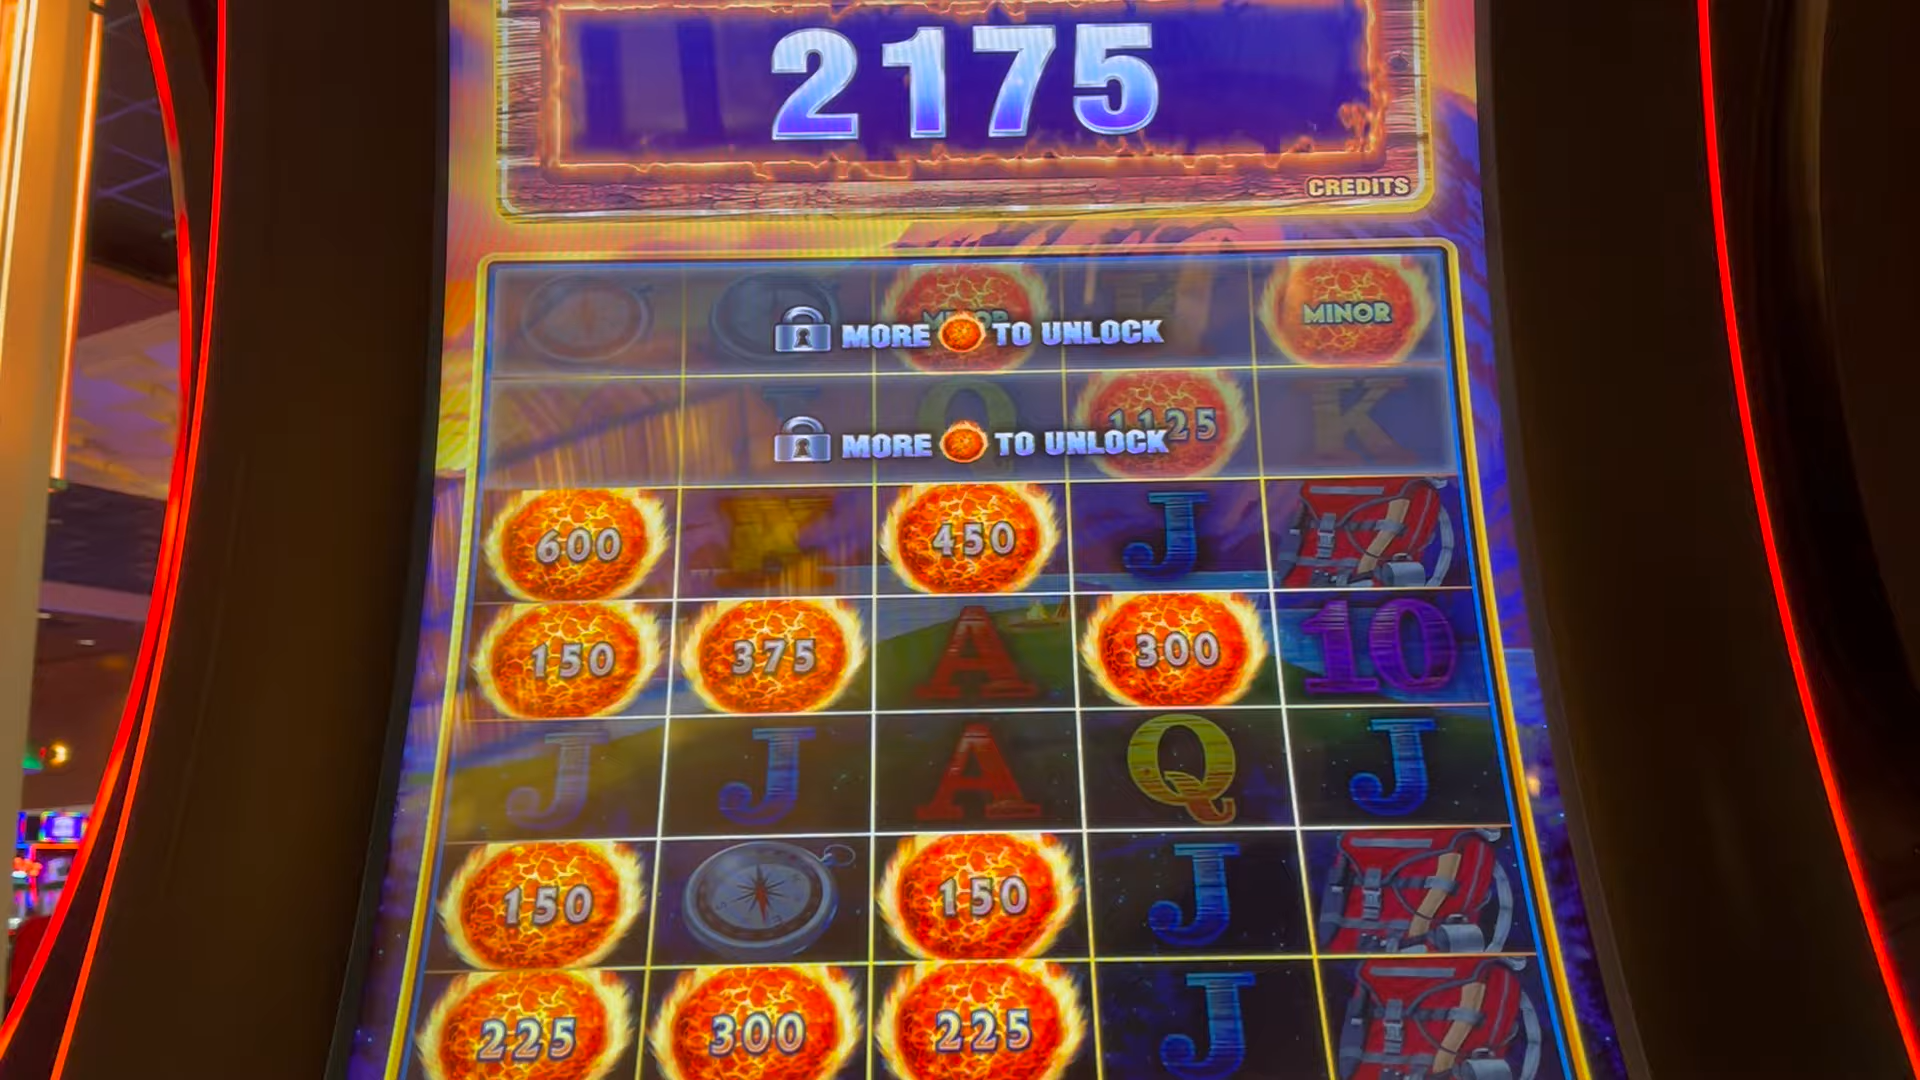 2175
CREDITS
MINOR
MORE TO UNLOCK
Q 1125 K
MORE TO UNLOCK
600 450 J
150 375 A 300 10
J J A Q J
150 150 J
225 300 225 J